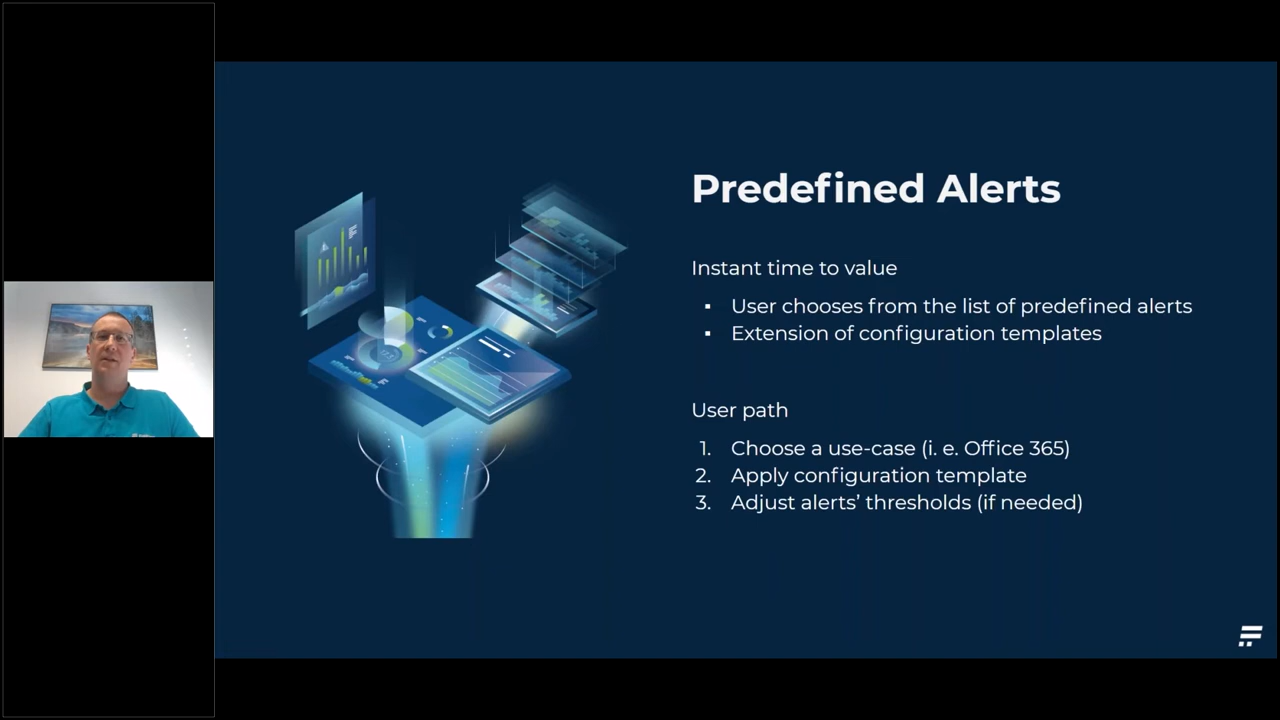 Predefined Alerts
Instant time to value
▪ User chooses from the list of predefined alerts
▪ Extension of configuration templates
User path
1. Choose a use-case (i. e. Office 365)
2. Apply configuration template
3. Adjust alerts’ thresholds (if needed)